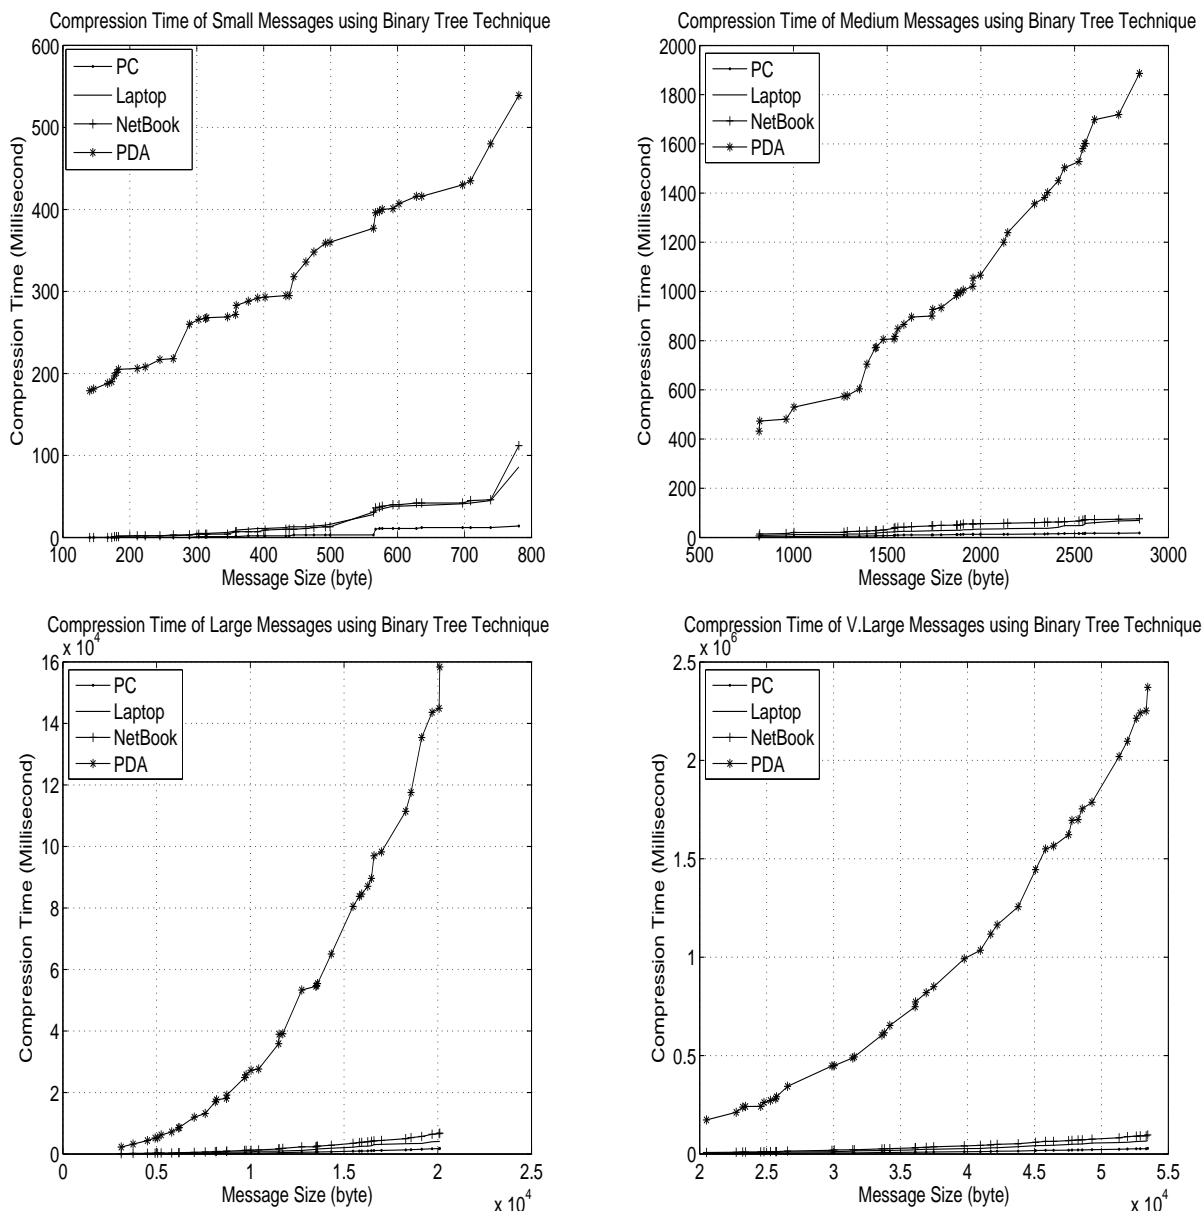 Compression Time of Small Messages using Binary Tree Technique
600
500
400
300
200
100
0
100 200 300 400 500 600 700 800
Compression Time (Millisecond)
Message Size (byte)
PC
Laptop
NetBook
PDA
Compression Time of Medium Messages using Binary Tree Technique
2000
1800
1600
1400
1200
1000
800
600
400
200
0
500 1000 1500 2000 2500 3000
Compression Time (Millisecond)
Message Size (byte)
PC
Laptop
NetBook
PDA
Compression Time of Large Messages using Binary Tree Technique
x 10^4
16
14
12
10
8
6
4
2
0
0 0.5 1 1.5 2 2.5
Compression Time (Millisecond)
Message Size (byte)
x 10^4
PC
Laptop
NetBook
PDA
Compression Time of V.Large Messages using Binary Tree Technique
x 10^6
2.5
2
1.5
1
0.5
0
2 2.5 3 3.5 4 4.5 5 5.5
Compression Time (Millisecond)
Message Size (byte)
x 10^4
PC
Laptop
NetBook
PDA